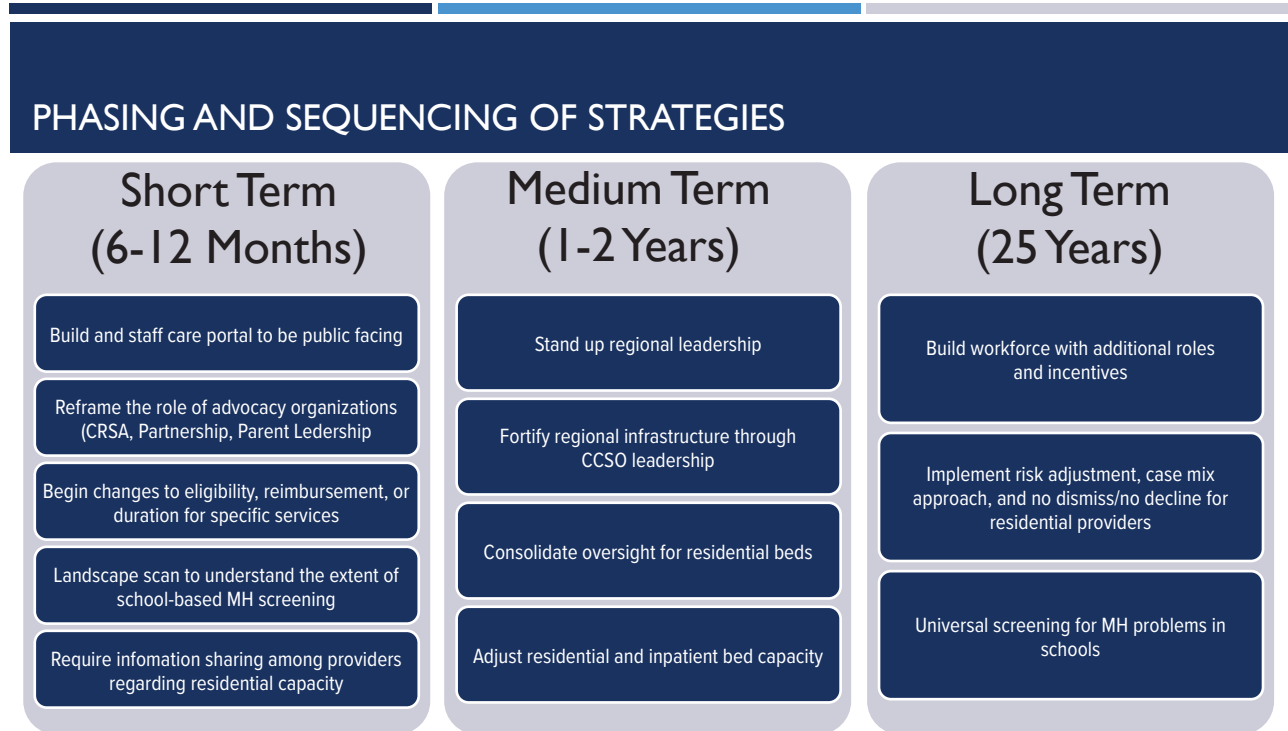 PHASING AND SEQUENCING OF STRATEGIES
Short Term
(6-12 Months)
Build and staff care portal to be public facing
Reframe the role of advocacy organizations
(CRSA, Partnership, Parent Ledership
Begin changes to eligibility, reimbursement, or
duration for specific services
Landscape scan to understand the extent of
school-based MH screening
Require infomation sharing among providers
regarding residential capacity
Medium Term
(1-2 Years)
Stand up regional leadership
Fortify regional infrastructure through
CCSO leadership
Consolidate oversight for residential beds
Adjust residential and inpatient bed capacity
Long Term
(25 Years)
Build workforce with additional roles
and incentives
Implement risk adjustment, case mix
approach, and no dismiss/no decline for
residential providers
Universal screening for MH problems in
schools